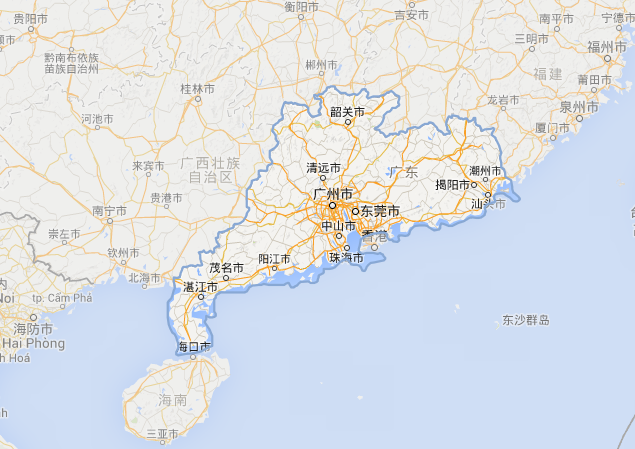 衡阳市
吉安市
贵阳市
南平市
宁德市
三明市
福州市
黔南布依族
苗族自治州
郴州市
福建
莆田市
桂林市
龙岩市
泉州市
韶关市
河池市
厦门市
广西壮族
自治区
来宾市
清远市
广东
潮州市
揭阳市
贵港市
广州市
汕头市
南宁市
东莞市
中山市
香港
崇左市
钦州市
珠海市
阳江市
茂名市
北海市
湛江市
tp. Cẩm Phả
海防市
Hai Phòng
东沙群岛
海口市
海南
三亚市